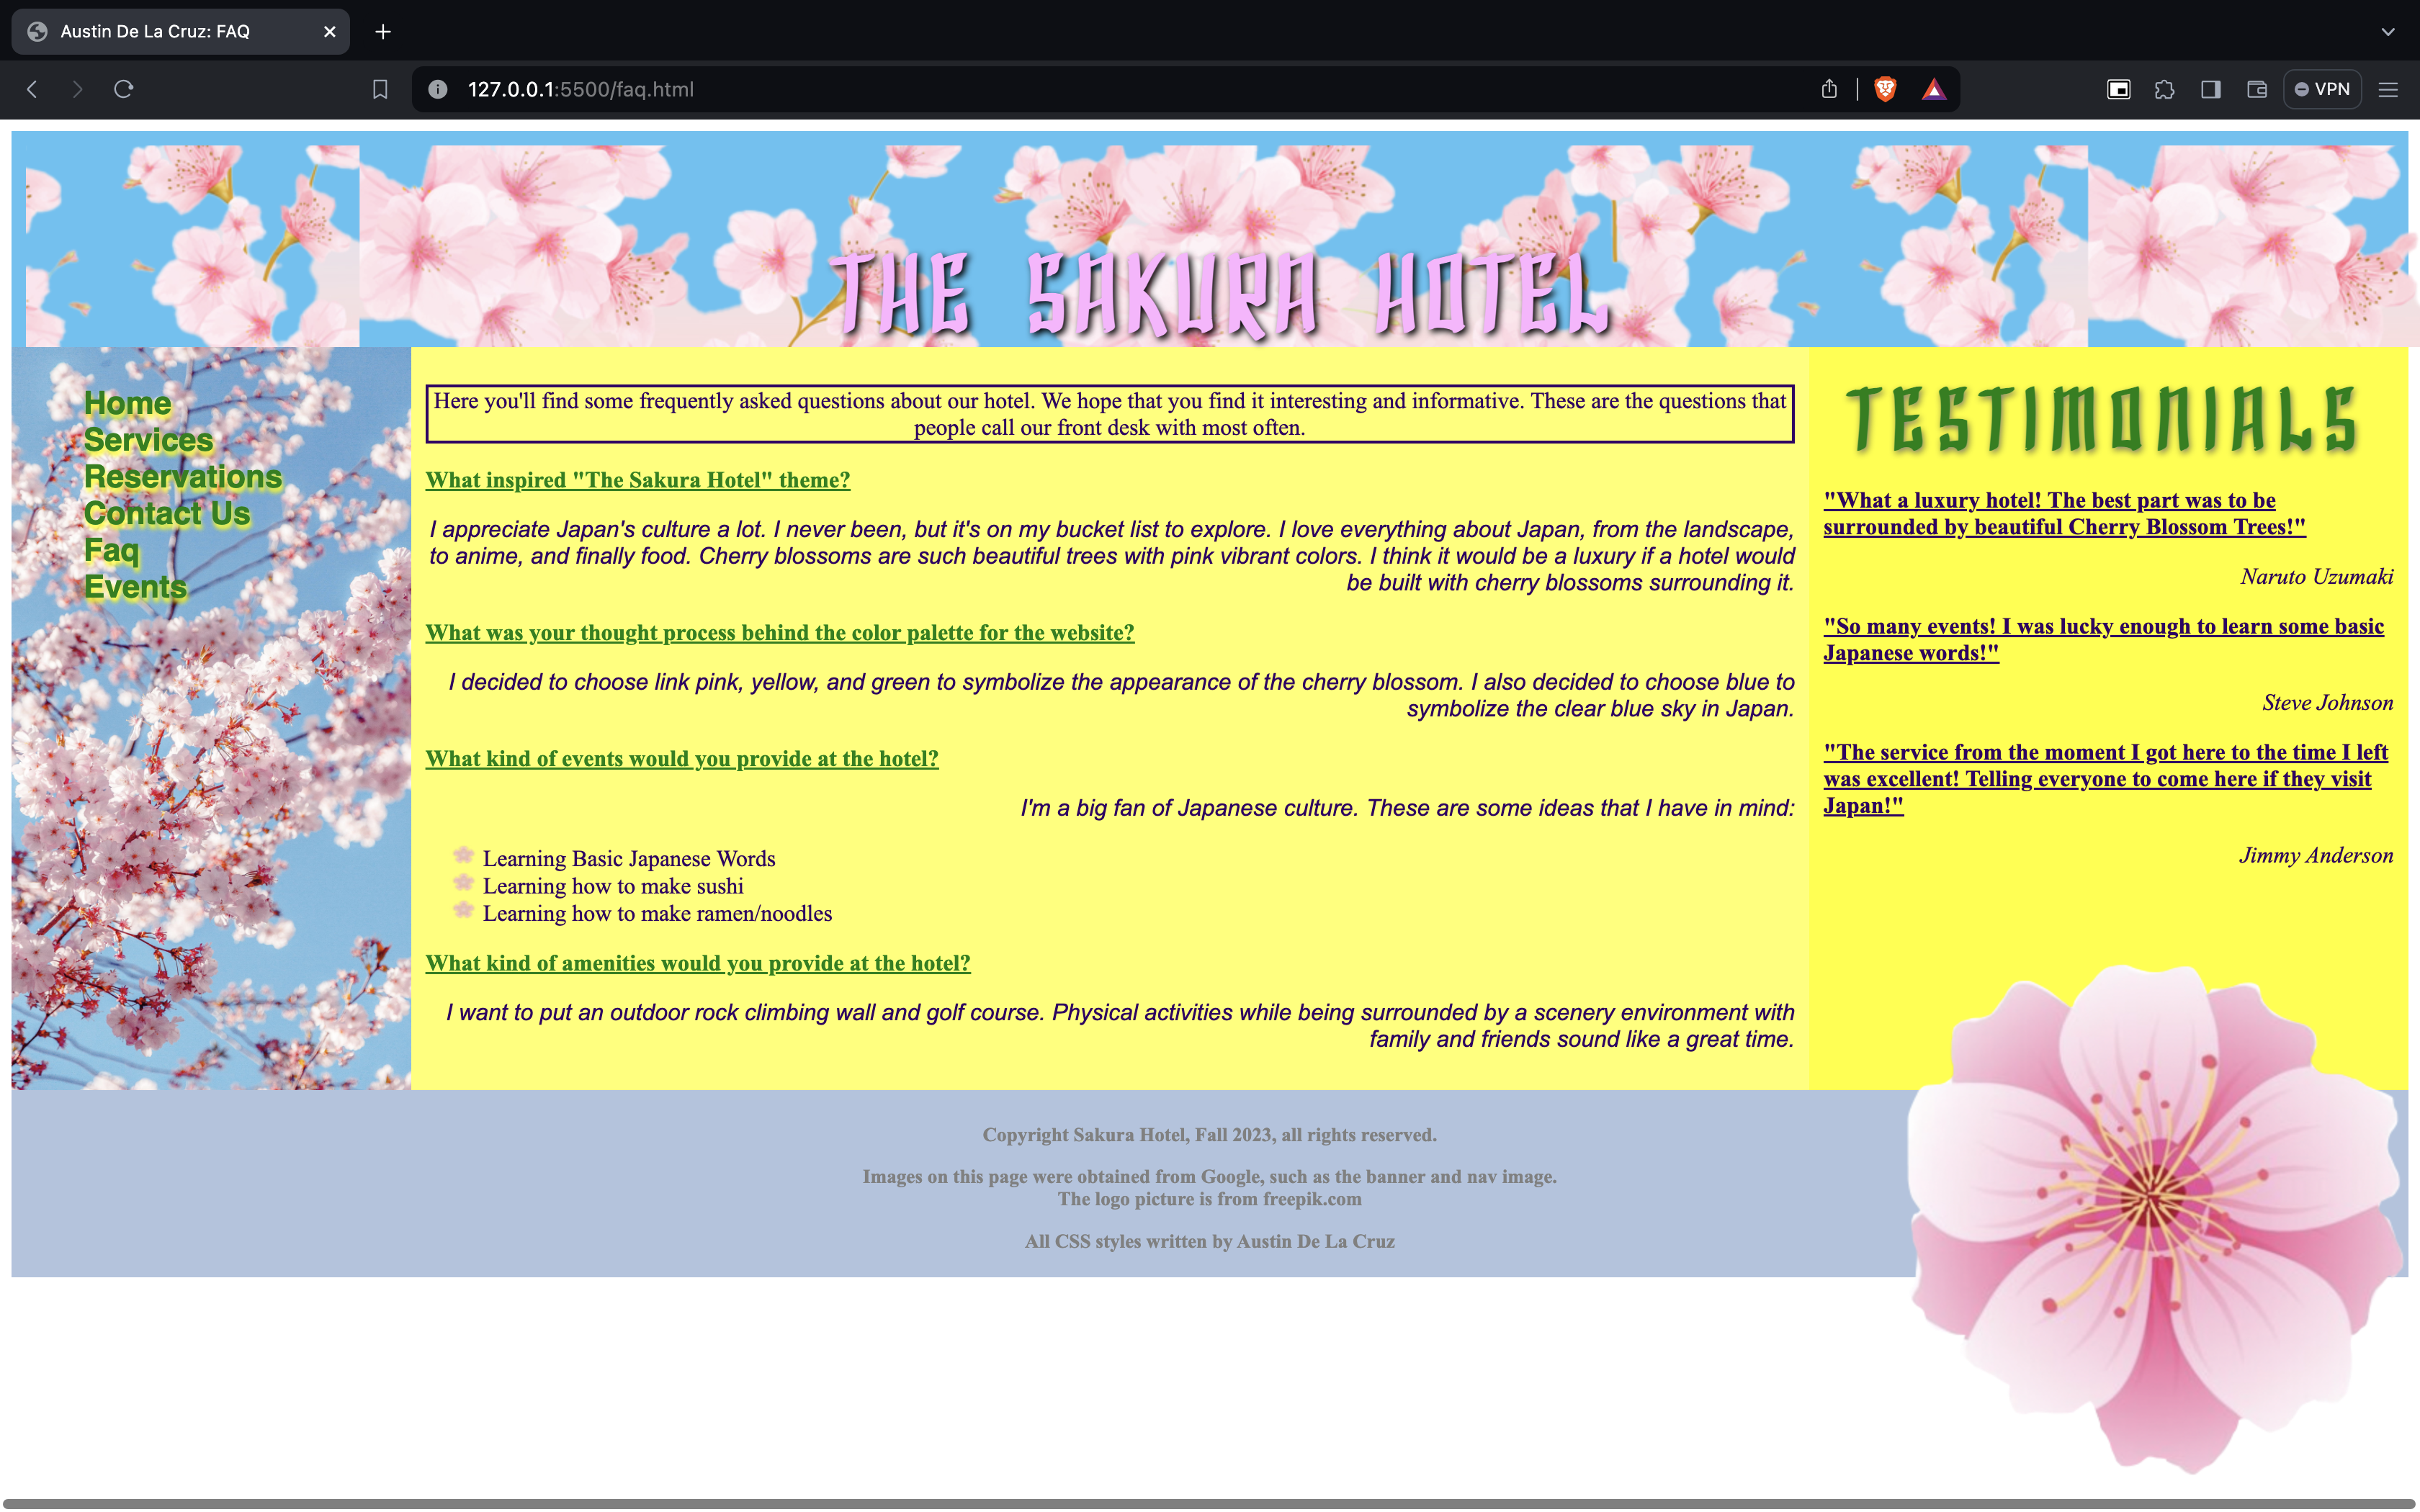 Austin De La Cruz: FAQ
127.0.0.1:5500/faq.html
VPN
THE SAKURA HOTEL
Home
Services
Reservations
Contact Us
Faq
Events
Here you'll find some frequently asked questions about our hotel. We hope that you find it interesting and informative. These are the questions that
people call our front desk with most often.
What inspired "The Sakura Hotel" theme?
I appreciate Japan's culture a lot. I never been, but it's on my bucket list to explore. I love everything about Japan, from the landscape,
to anime, and finally food. Cherry blossoms are such beautiful trees with pink vibrant colors. I think it would be a luxury if a hotel would
be built with cherry blossoms surrounding it.
What was your thought process behind the color palette for the website?
I decided to choose link pink, yellow, and green to symbolize the appearance of the cherry blossom. I also decided to choose blue to
symbolize the clear blue sky in Japan.
What kind of events would you provide at the hotel?
I'm a big fan of Japanese culture. These are some ideas that I have in mind:
Learning Basic Japanese Words
Learning how to make sushi
Learning how to make ramen/noodles
What kind of amenities would you provide at the hotel?
I want to put an outdoor rock climbing wall and golf course. Physical activities while being surrounded by a scenery environment with
family and friends sound like a great time.
TESTIMONIALS
"What a luxury hotel! The best part was to be
surrounded by beautiful Cherry Blossom Trees!"
Naruto Uzumaki
"So many events! I was lucky enough to learn some basic
Japanese words!"
Steve Johnson
"The service from the moment I got here to the time I left
was excellent! Telling everyone to come here if they visit
Japan!"
Jimmy Anderson
Copyright Sakura Hotel, Fall 2023, all rights reserved.
Images on this page were obtained from Google, such as the banner and nav image.
The logo picture is from freepik.com
All CSS styles written by Austin De La Cruz